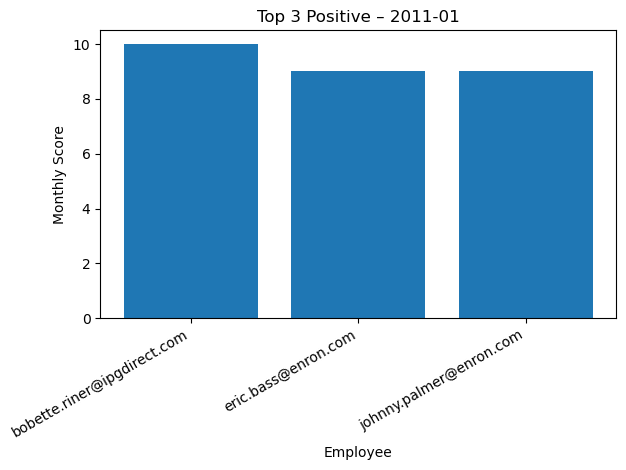 Top 3 Positive – 2011-01
Monthly Score
10
8
6
4
2
0
bobette.riner@ipgdirect.com
eric.bass@enron.com
johnny.palmer@enron.com
Employee